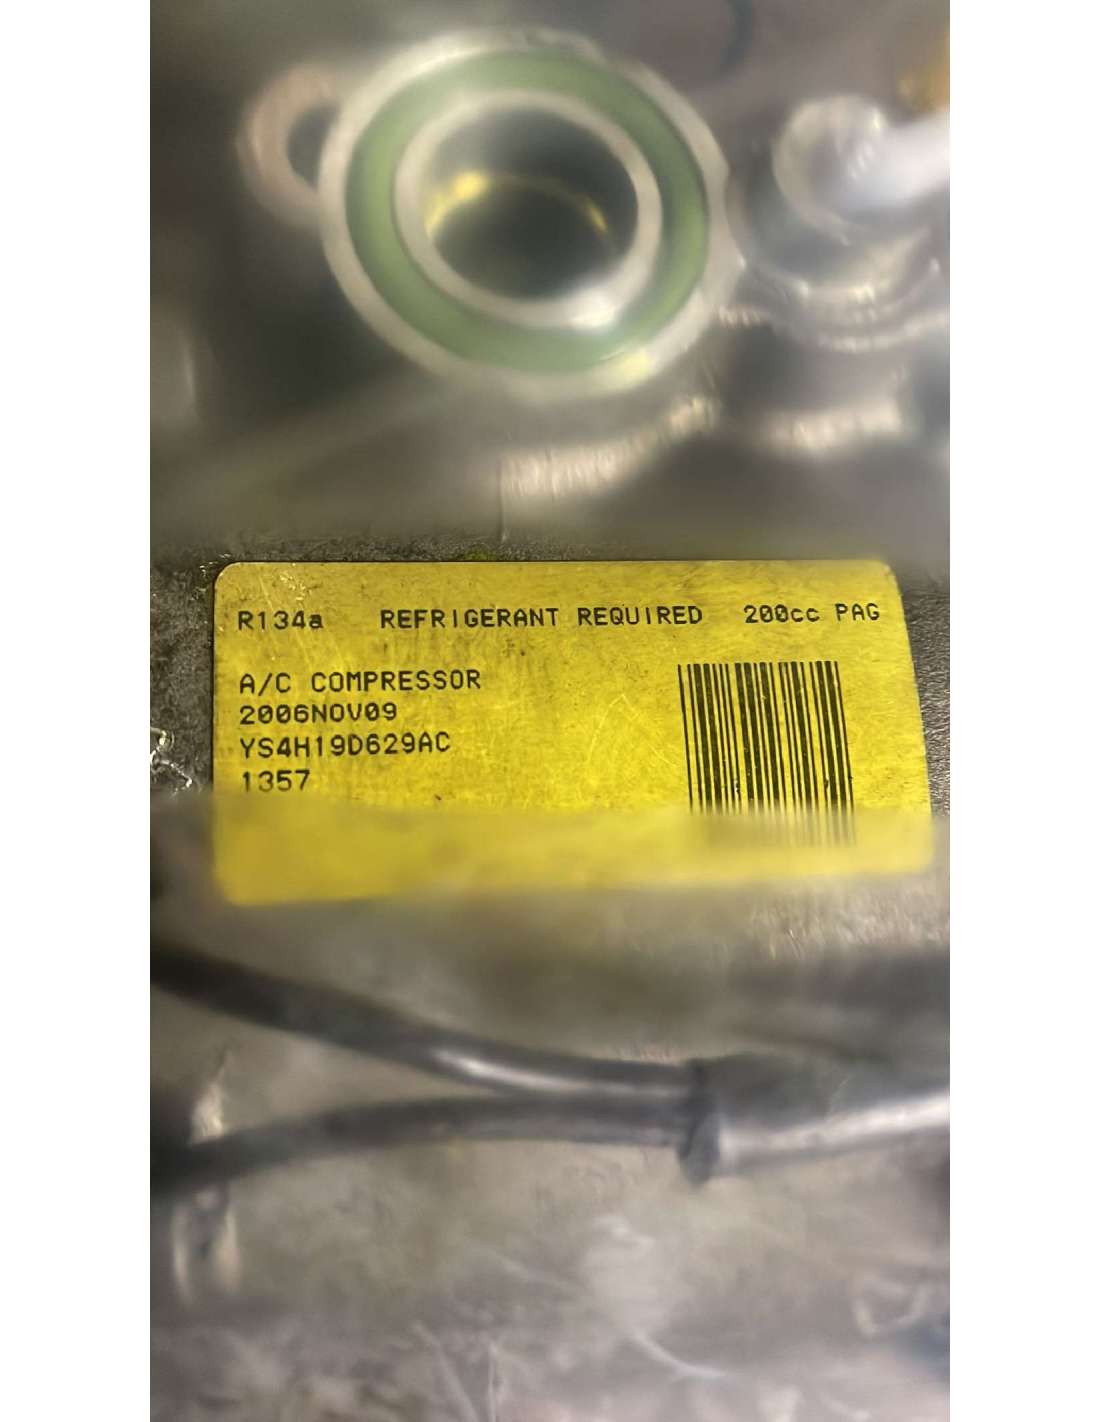 R134a REFRIGERANT REQUIRED 200cc PAG
A/C COMPRESSOR
2006NOV09
YS4H19D629AC
1357